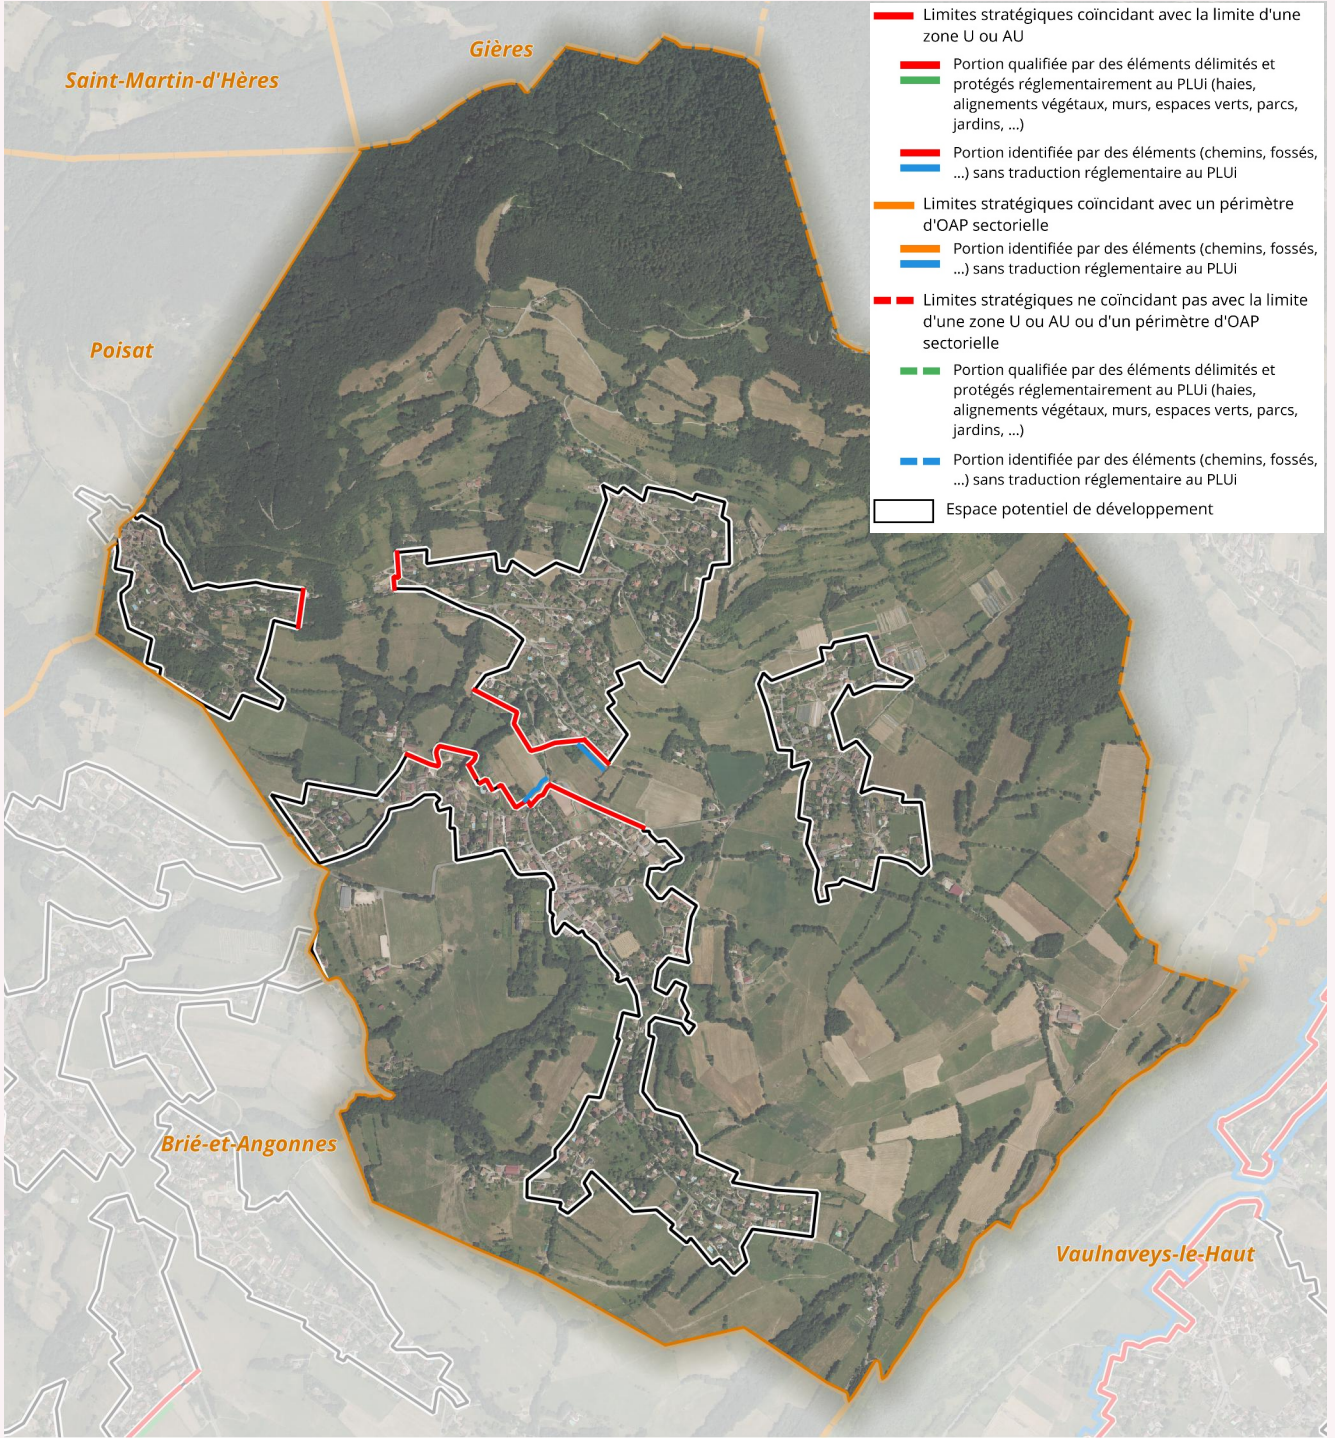 Limites stratégiques coïncidant avec la limite d'une
zone U ou AU
Portion qualifiée par des éléments délimités et
protégés réglementairement au PLUi (haies,
alignements végétaux, murs, espaces verts, parcs,
jardins, ...)
Portion identifiée par des éléments (chemins, fossés,
...) sans traduction réglementaire au PLUi
Limites stratégiques coïncidant avec un périmètre
d'OAP sectorielle
Portion identifiée par des éléments (chemins, fossés,
...) sans traduction réglementaire au PLUi
Limites stratégiques ne coïncidant pas avec la limite
d'une zone U ou AU ou d'un périmètre d'OAP
sectorielle
Portion qualifiée par des éléments délimités et
protégés réglementairement au PLUi (haies,
alignements végétaux, murs, espaces verts, parcs,
jardins, ...)
Portion identifiée par des éléments (chemins, fossés,
...) sans traduction réglementaire au PLUi
Espace potentiel de développement
Gières
Saint-Martin-d'Hères
Poisat
Brié-et-Angonnes
Vaulnaveys-le-Haut